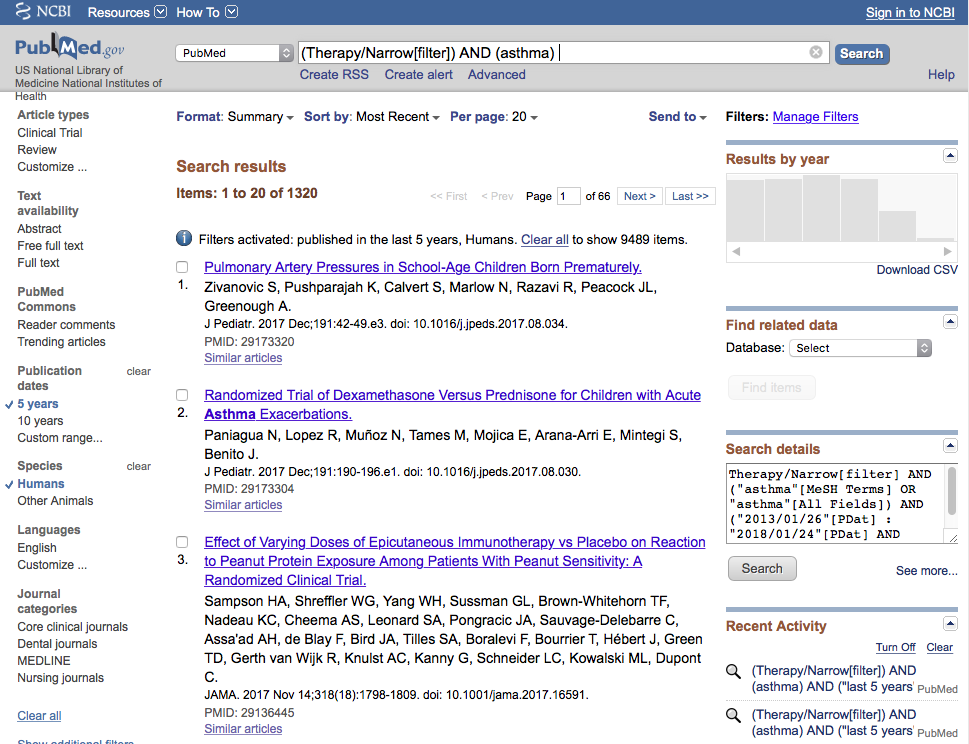 NCBI Resources How To Sign in to NCBI
PubMed.gov
US National Library of
Medicine National Institutes of
Health
PubMed
(Therapy/Narrow[filter]) AND (asthma)
Search
Create RSS Create alert Advanced
Help
Article types
Clinical Trial
Review
Customize ...
Text
availability
Abstract
Free full text
Full text
PubMed
Commons
Reader comments
Trending articles
Publication
dates
clear
5 years
10 years
Custom range...
Species
clear
Humans
Other Animals
Languages
English
Customize ...
Journal
categories
Core clinical journals
Dental journals
MEDLINE
Nursing journals
Clear all
Show additional filters
Format: Summary Sort by: Most Recent Per page: 20 Send to
Search results
Items: 1 to 20 of 1320
<< First < Prev Page 1 of 66 Next > Last >>
Filters activated: published in the last 5 years, Humans. Clear all to show 9489 items.
Pulmonary Artery Pressures in School-Age Children Born Prematurely.
1. Zivanovic S, Pushparajah K, Calvert S, Marlow N, Razavi R, Peacock JL,
Greenough A.
J Pediatr. 2017 Dec;191:42-49.e3. doi: 10.1016/j.jpeds.2017.08.034.
PMID: 29173320
Similar articles
Randomized Trial of Dexamethasone Versus Prednisone for Children with Acute
2. Asthma Exacerbations.
Paniagua N, Lopez R, Muñoz N, Tames M, Mojica E, Arana-Arri E, Mintegi S,
Benito J.
J Pediatr. 2017 Dec;191:190-196.e1. doi: 10.1016/j.jpeds.2017.08.030.
PMID: 29173304
Similar articles
Effect of Varying Doses of Epicutaneous Immunotherapy vs Placebo on Reaction
3. to Peanut Protein Exposure Among Patients With Peanut Sensitivity: A
Randomized Clinical Trial.
Sampson HA, Shreffler WG, Yang WH, Sussman GL, Brown-Whitehorn TF,
Nadeau KC, Cheema AS, Leonard SA, Pongracic JA, Sauvage-Delebarre C,
Assa'ad AH, de Blay F, Bird JA, Tilles SA, Boralevi F, Bourrier T, Hébert J, Green
TD, Gerth van Wijk R, Knulst AC, Kanny G, Schneider LC, Kowalski ML, Dupont
C.
JAMA. 2017 Nov 14;318(18):1798-1809. doi: 10.1001/jama.2017.16591.
PMID: 29136445
Similar articles
Filters: Manage Filters
Results by year
Download CSV
Find related data
Database: Select
Find items
Search details
Therapy/Narrow[filter] AND
("asthma"[MeSH Terms] OR
"asthma"[All Fields]) AND
("2013/01/26"[PDat] :
"2018/01/24"[PDat] AND
Search
See more...
Recent Activity
Turn Off Clear
(Therapy/Narrow[filter]) AND
(asthma) AND ("last 5 years' PubMed
(Therapy/Narrow[filter]) AND
(asthma) AND ("last 5 years' PubMed